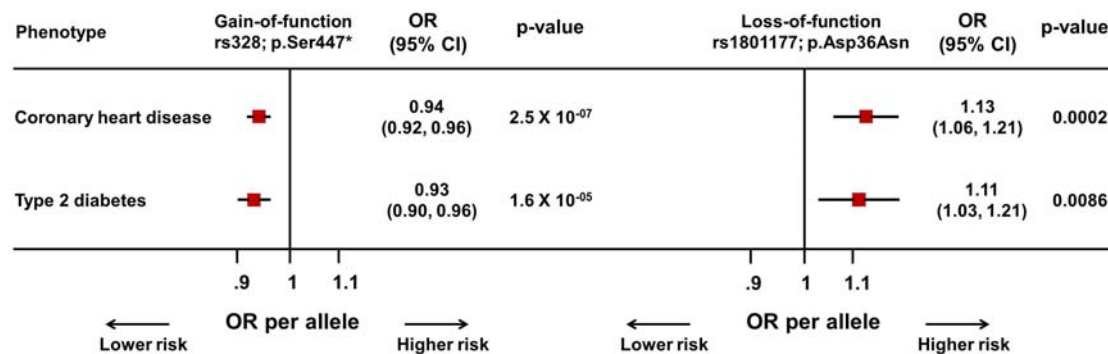 Phenotype
Gain-of-function
rs328; p.Ser447*
OR
(95% CI)
p-value
Loss-of-function
rs1801177; p.Asp36Asn
OR
(95% CI)
p-value
Coronary heart disease
0.94
(0.92, 0.96)
2.5 X 10⁻⁰⁷
1.13
(1.06, 1.21)
0.0002
Type 2 diabetes
0.93
(0.90, 0.96)
1.6 X 10⁻⁰⁵
1.11
(1.03, 1.21)
0.0086
.9 1 1.1
.9 1 1.1
OR per allele
OR per allele
Lower risk
Higher risk
Lower risk
Higher risk